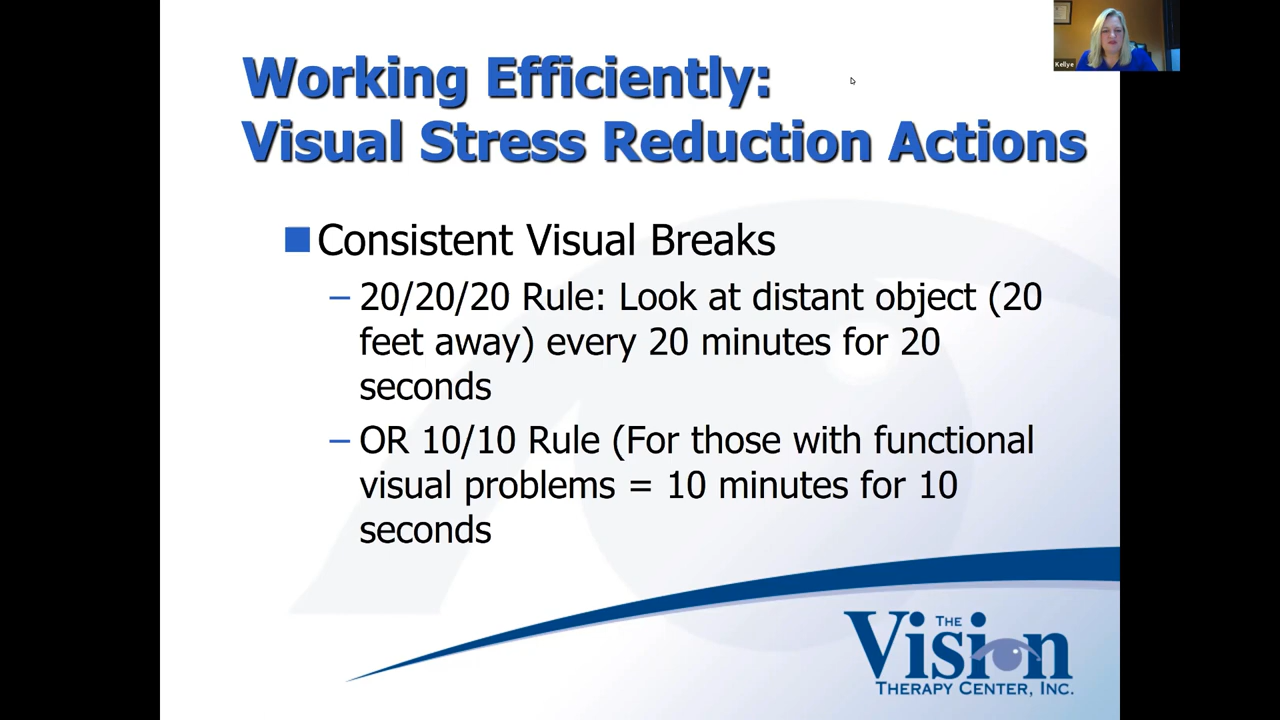 Kellye
Working Efficiently:
Visual Stress Reduction Actions
Consistent Visual Breaks
– 20/20/20 Rule: Look at distant object (20
feet away) every 20 minutes for 20
seconds
– OR 10/10 Rule (For those with functional
visual problems = 10 minutes for 10
seconds
THE
Vision
THERAPY CENTER, INC.